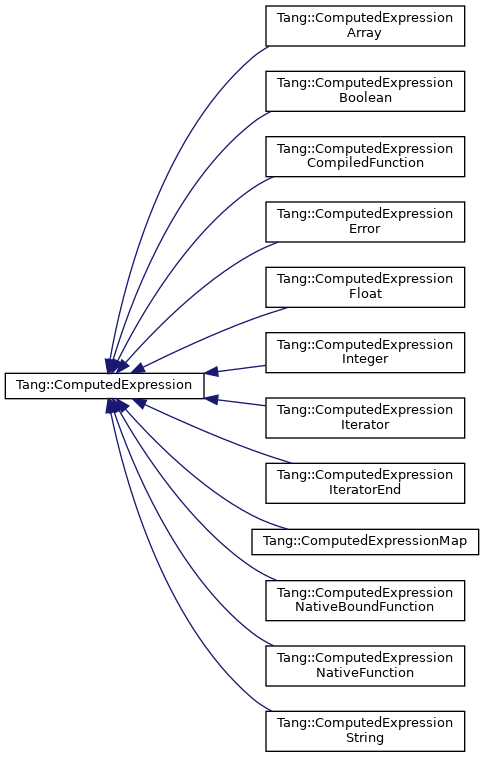 Tang::ComputedExpression
Array
Tang::ComputedExpression
Boolean
Tang::ComputedExpression
CompiledFunction
Tang::ComputedExpression
Error
Tang::ComputedExpression
Float
Tang::ComputedExpression
Integer
Tang::ComputedExpression
Tang::ComputedExpression
Iterator
Tang::ComputedExpression
IteratorEnd
Tang::ComputedExpressionMap
Tang::ComputedExpression
NativeBoundFunction
Tang::ComputedExpression
NativeFunction
Tang::ComputedExpression
String